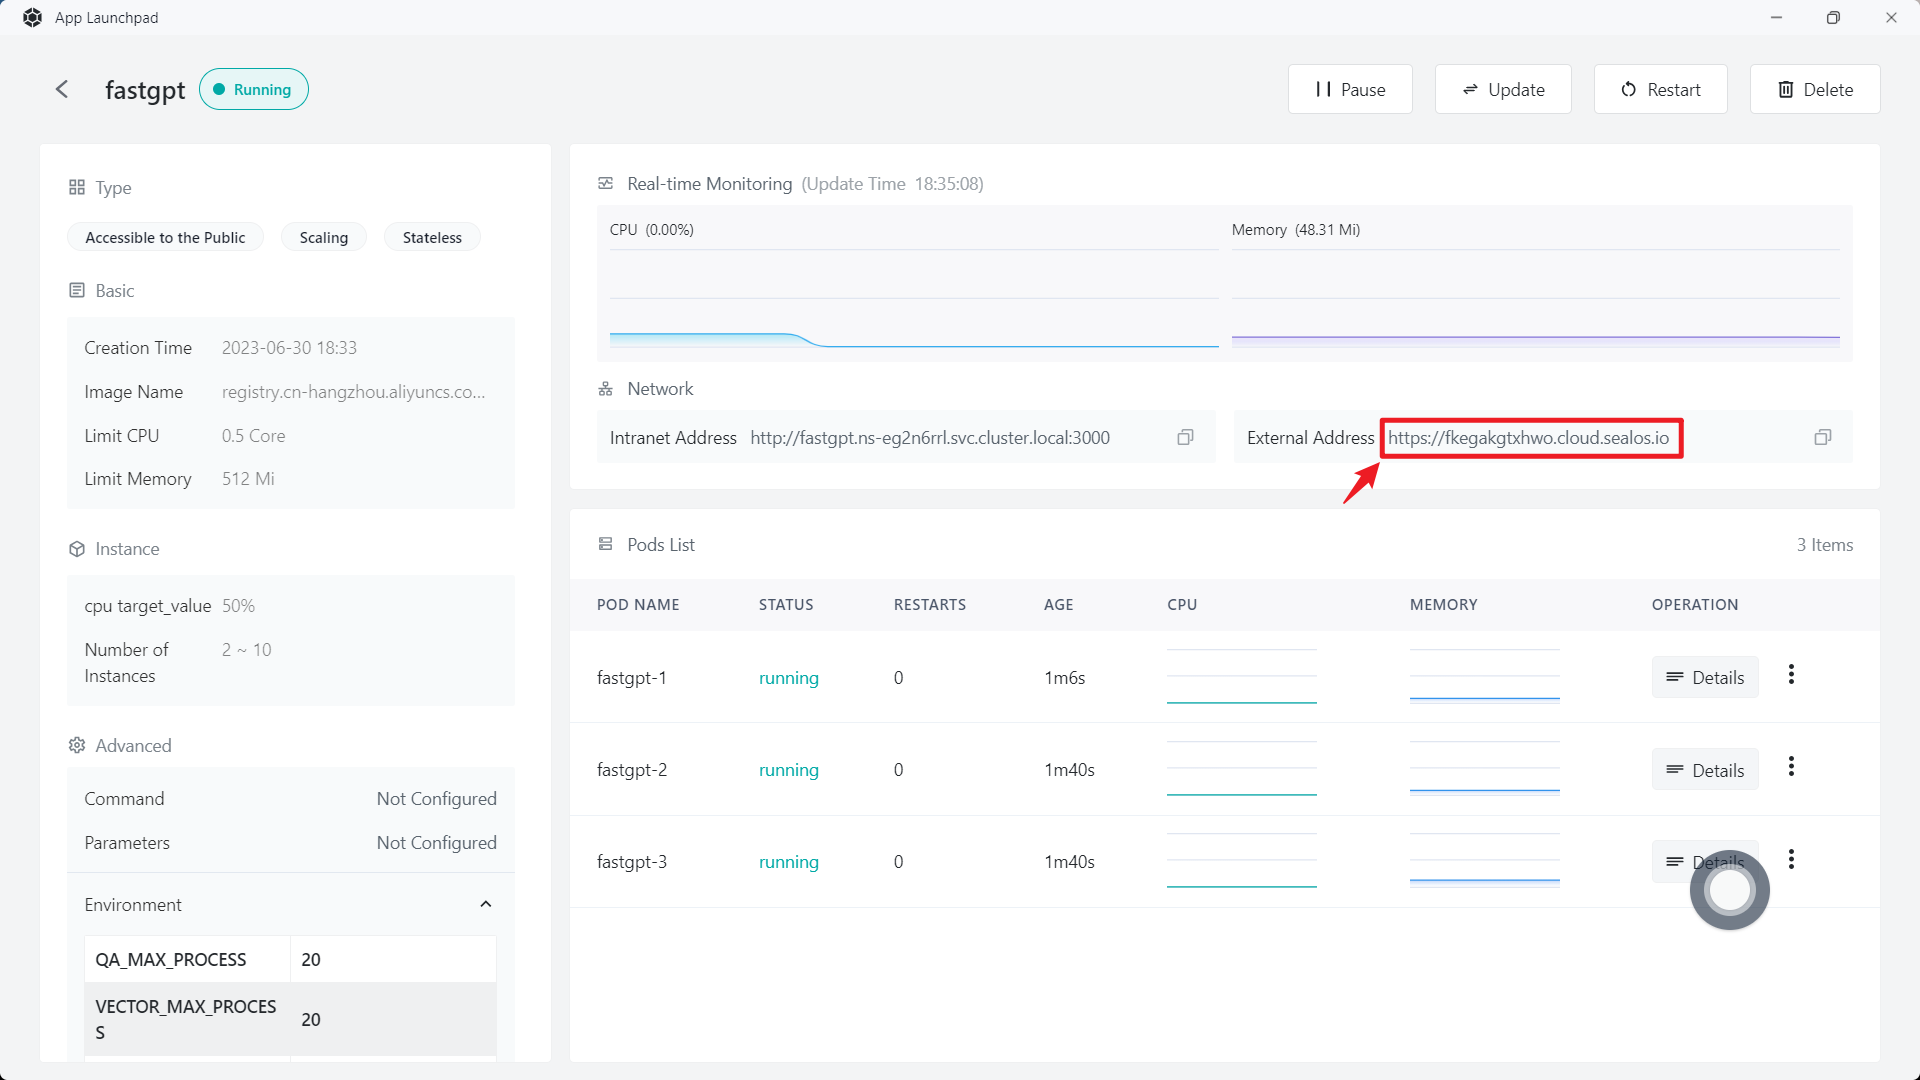 App Launchpad
fastgpt
Running
Pause
Update
Restart
Delete
Type
Accessible to the Public
Scaling
Stateless
Basic
Creation Time 2023-06-30 18:33
Image Name registry.cn-hangzhou.aliyuncs.co...
Limit CPU 0.5 Core
Limit Memory 512 Mi
Instance
cpu target_value 50%
Number of 2 ~ 10
Instances
Advanced
Command Not Configured
Parameters Not Configured
Environment
QA_MAX_PROCESS 20
VECTOR_MAX_PROCES
S 20
Real-time Monitoring (Update Time 18:35:08)
CPU (0.00%)
Memory (48.31 Mi)
Network
Intranet Address http://fastgpt.ns-eg2n6rrl.svc.cluster.local:3000
External Address https://fkegakgtxhwo.cloud.sealos.io
Pods List
3 Items
POD NAME STATUS RESTARTS AGE CPU MEMORY OPERATION
fastgpt-1 running 0 1m6s Details
fastgpt-2 running 0 1m40s Details
fastgpt-3 running 0 1m40s Details